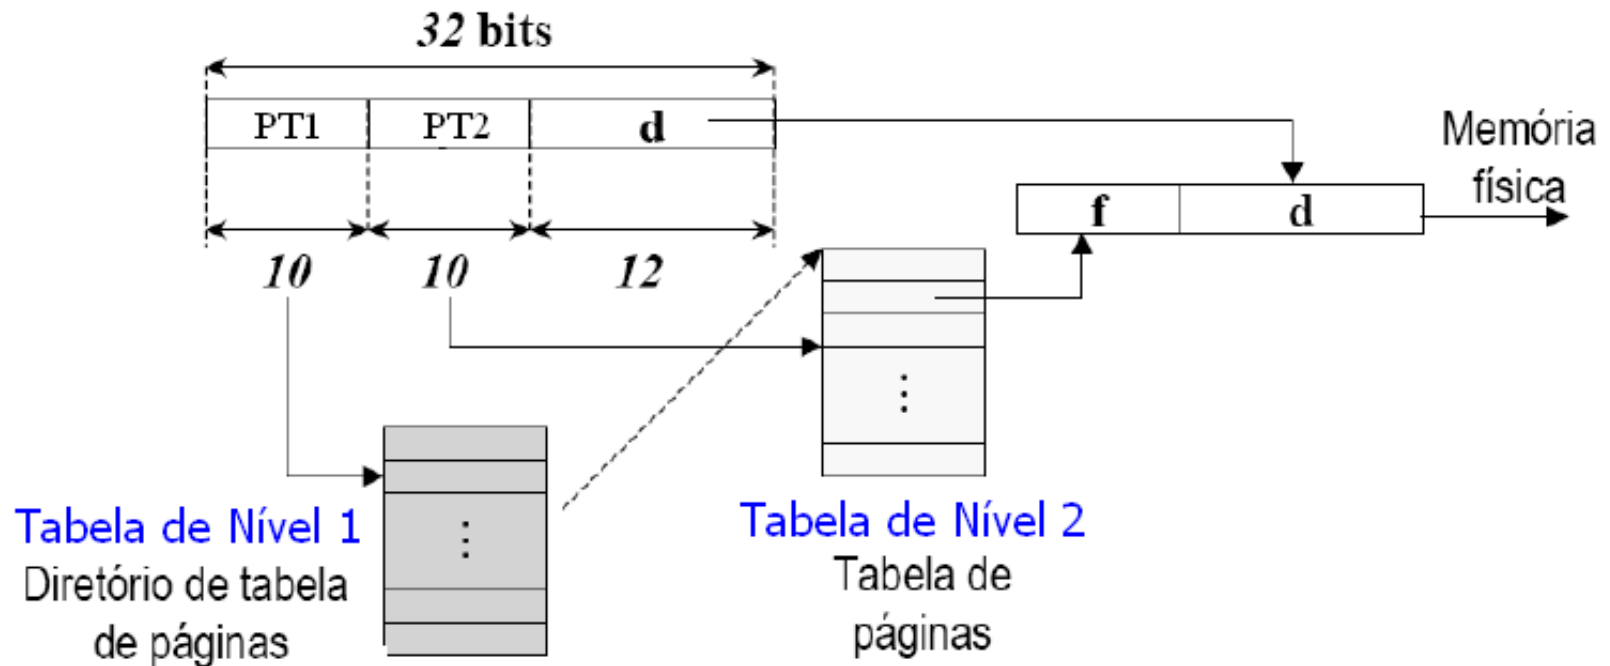 32 bits
PT1 PT2 d
Memória
física
f d
10 10 12
Tabela de Nível 1
Diretório de tabela
de páginas
Tabela de Nível 2
Tabela de
páginas